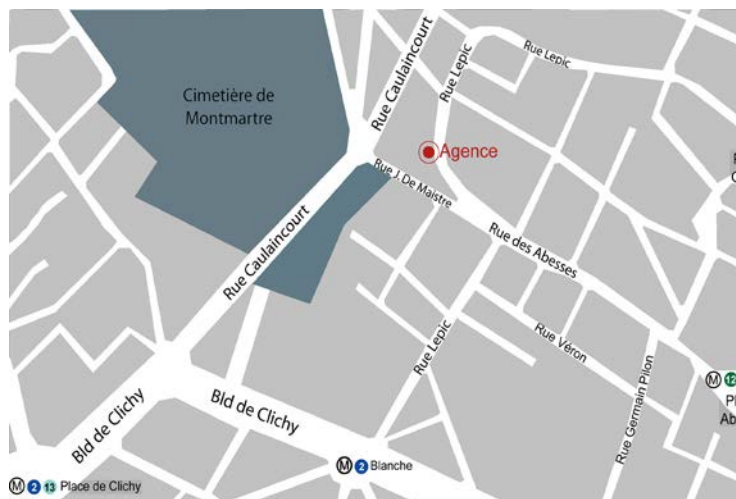 Rue Caulaincourt
Rue Lepic
Rue Lepic
Cimetière de
Montmartre
Agence
Rue J. De Maistre
Rue Caulaincourt
Rue des Abesses
Rue Lepic
Rue Véron
Rue Germain Pilon
M 12
Pl
Ab
Bld de Clichy
Bld de Clichy
M 2 Blanche
M 2 13 Place de Clichy